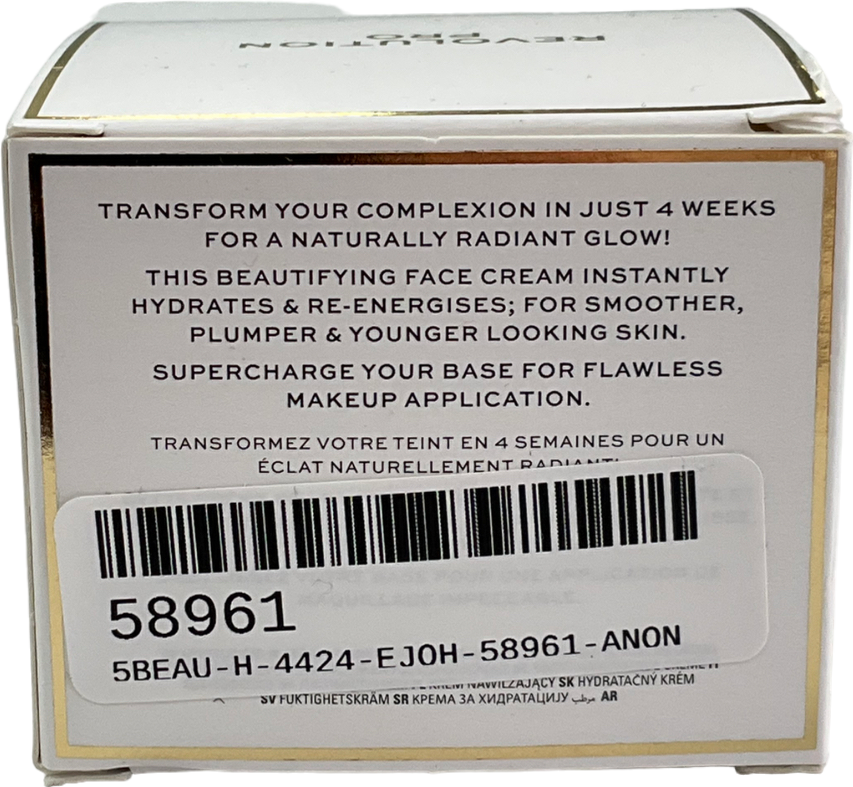 REVOLUTION
PRO
TRANSFORM YOUR COMPLEXION IN JUST 4 WEEKS
FOR A NATURALLY RADIANT GLOW!
THIS BEAUTIFYING FACE CREAM INSTANTLY
HYDRATES & RE-ENERGISES; FOR SMOOTHER,
PLUMPER & YOUNGER LOOKING SKIN.
SUPERCHARGE YOUR BASE FOR FLAWLESS
MAKEUP APPLICATION.
TRANSFORMEZ VOTRE TEINT EN 4 SEMAINES POUR UN
ÉCLAT NATURELLEMENT RADIANT!
58961
5BEAU-H-4424-EJOH-58961-ANON
KREM NAWILŻAJĄCY SK HYDRATAČNÝ KRÉM
SV FUKTIGHETSKRÄM SR КРЕМА ЗА ХИДРАТАЦИЈУ مرطب AR